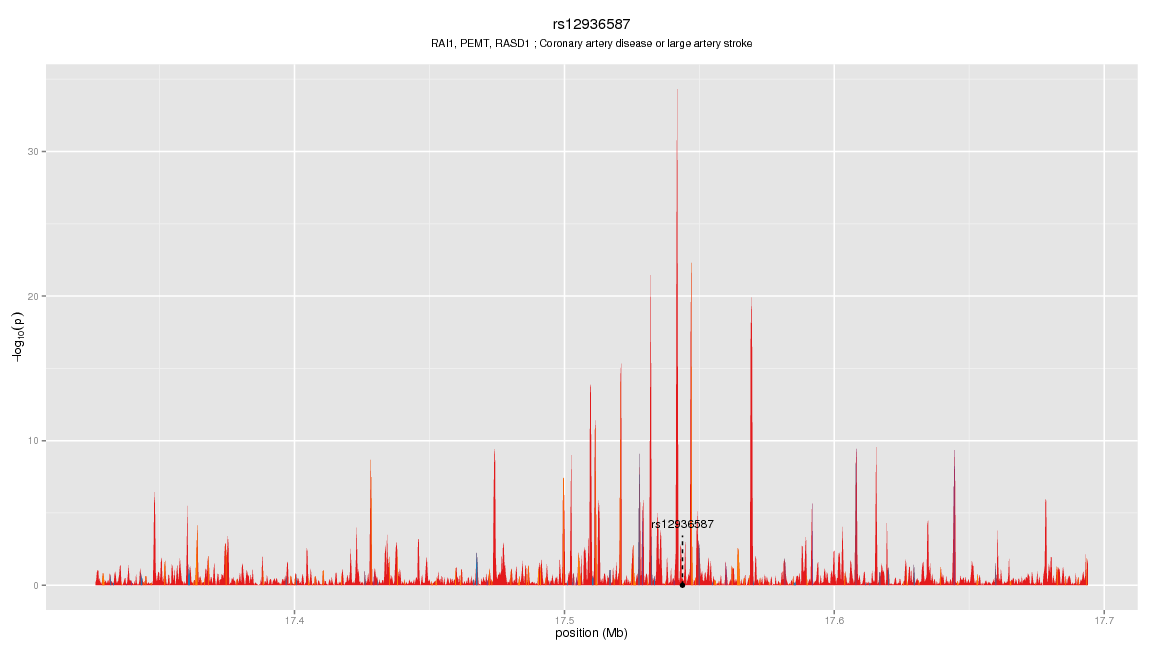 rs12936587
RAI1, PEMT, RASD1 ; Coronary artery disease or large artery stroke
30
20
10
0
−log10(p)
rs12936587
17.4 17.5 17.6 17.7
position (Mb)